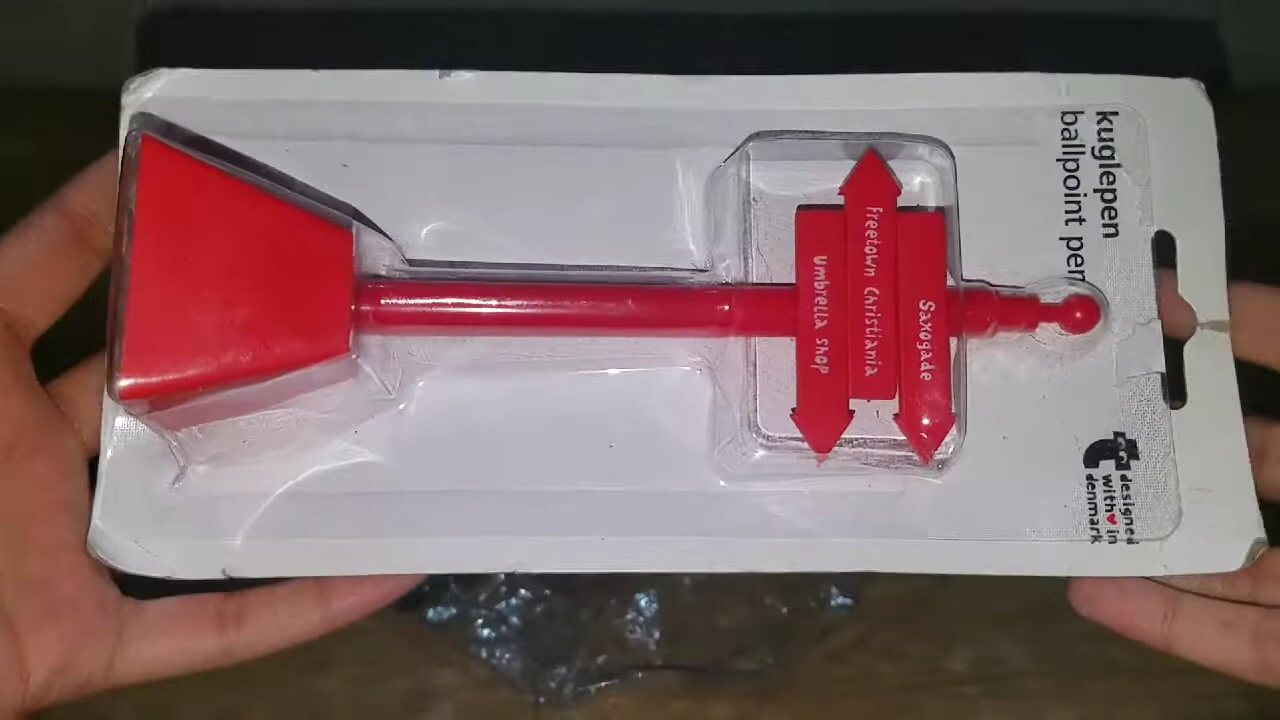 kuglepen
ballpoint pen
Saxogade
Freetown Christiania
Umbrella shop
designed
with♥ in
denmark